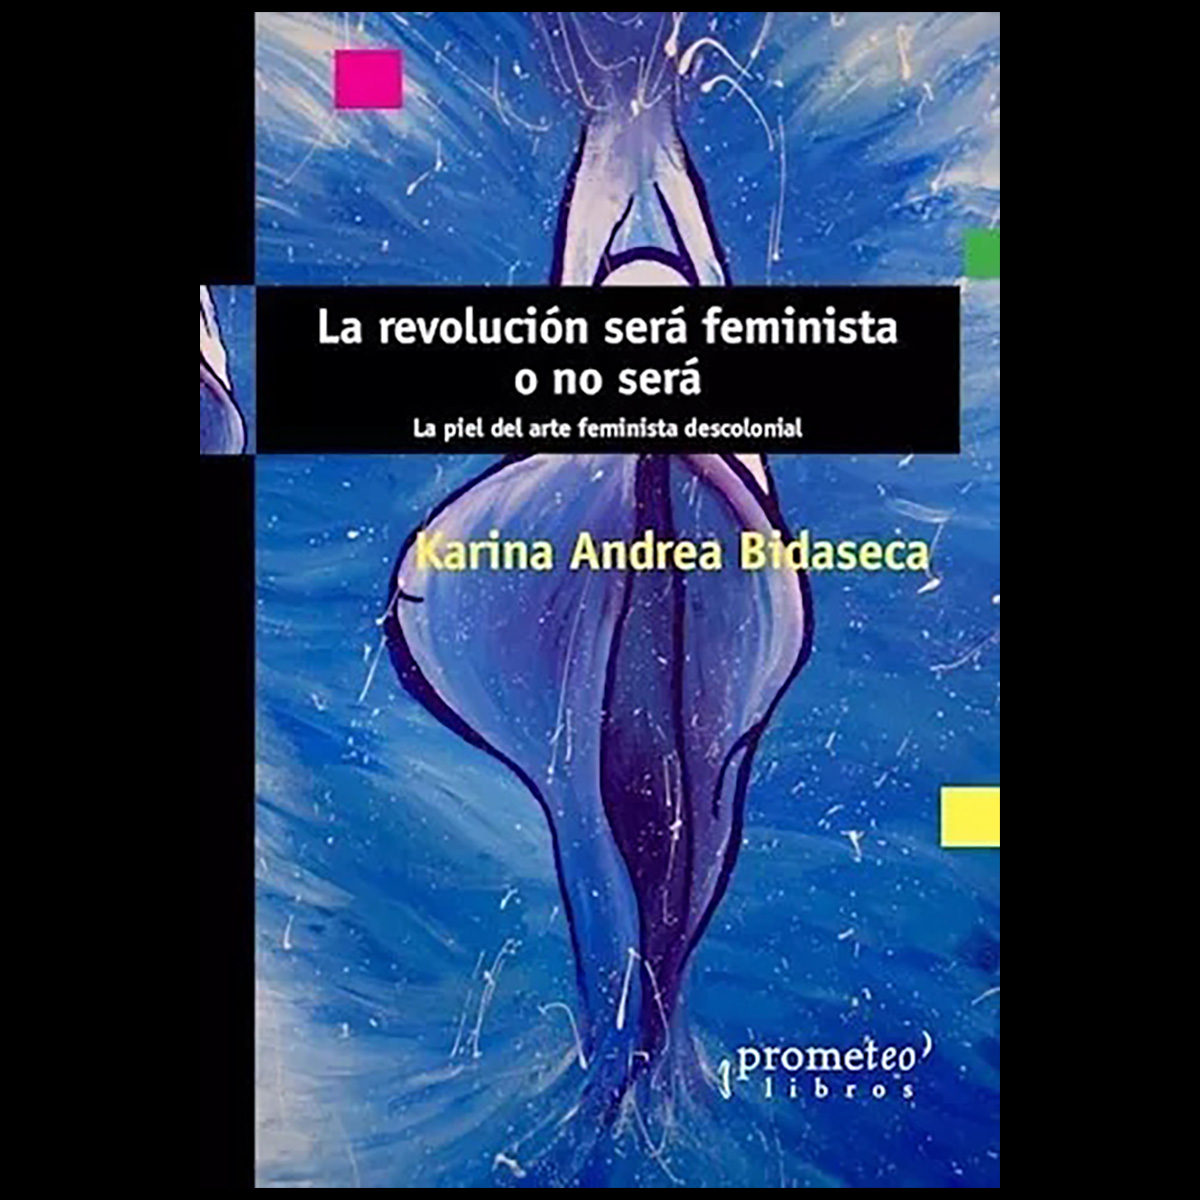 La revolución será feminista
o no será
La piel del arte feminista descolonial
Karina Andrea Bidaseca
prometeo
libros